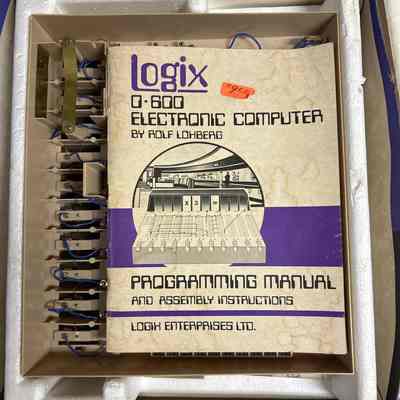 Logix
0-600
ELECTRONIC COMPUTER
BY ROLF LOHBERG
PROGRAMMING MANUAL
AND ASSEMBLY INSTRUCTIONS
LOGIX ENTERPRISES LTD.